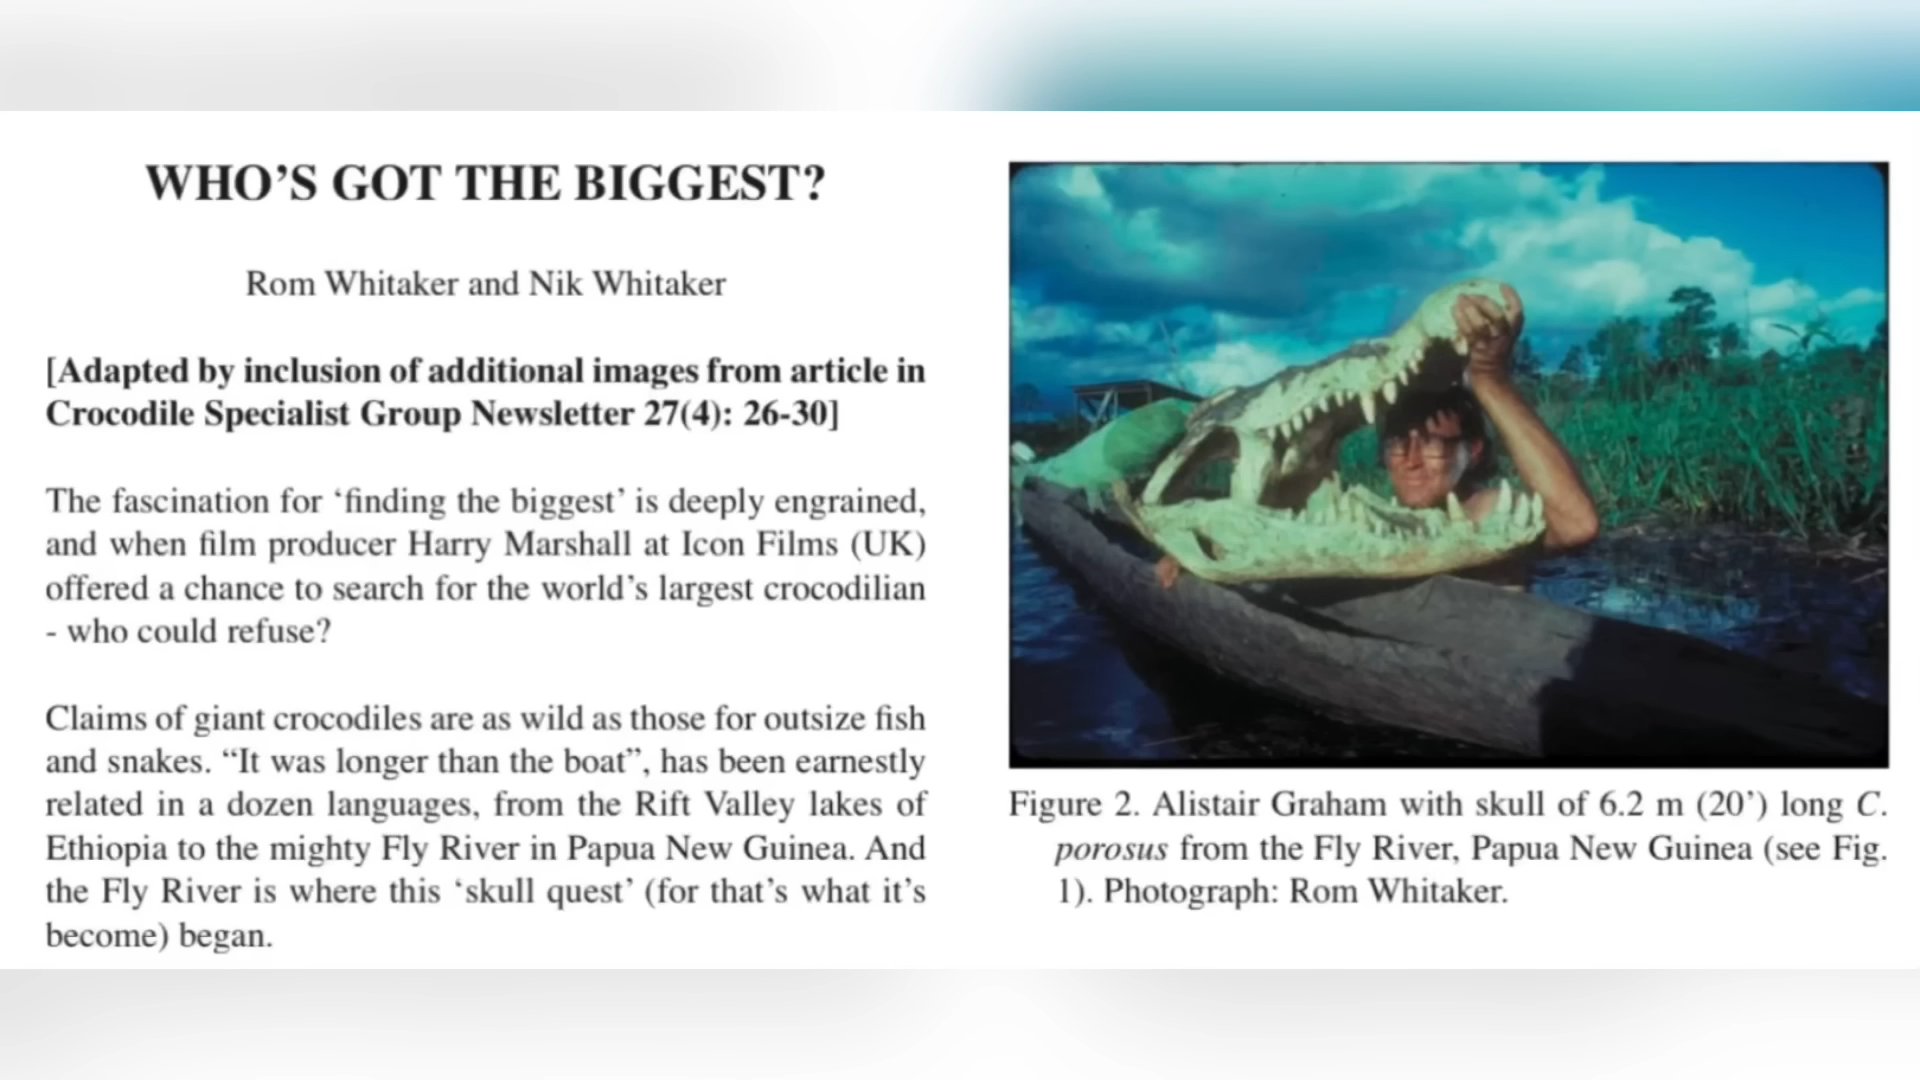 WHO’S GOT THE BIGGEST?
Rom Whitaker and Nik Whitaker
[Adapted by inclusion of additional images from article in
Crocodile Specialist Group Newsletter 27(4): 26-30]
The fascination for ‘finding the biggest’ is deeply engrained,
and when film producer Harry Marshall at Icon Films (UK)
offered a chance to search for the world’s largest crocodilian
- who could refuse?
Claims of giant crocodiles are as wild as those for outsize fish
and snakes. “It was longer than the boat”, has been earnestly
related in a dozen languages, from the Rift Valley lakes of
Ethiopia to the mighty Fly River in Papua New Guinea. And
the Fly River is where this ‘skull quest’ (for that’s what it’s
become) began.
Figure 2. Alistair Graham with skull of 6.2 m (20’) long C.
porosus from the Fly River, Papua New Guinea (see Fig.
1). Photograph: Rom Whitaker.